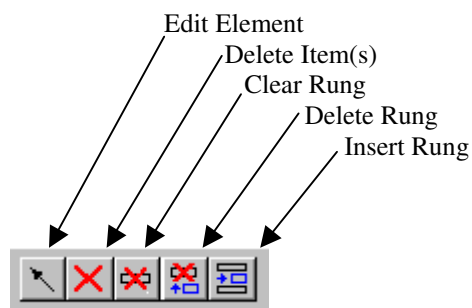 Edit Element
Delete Item(s)
Clear Rung
Delete Rung
Insert Rung